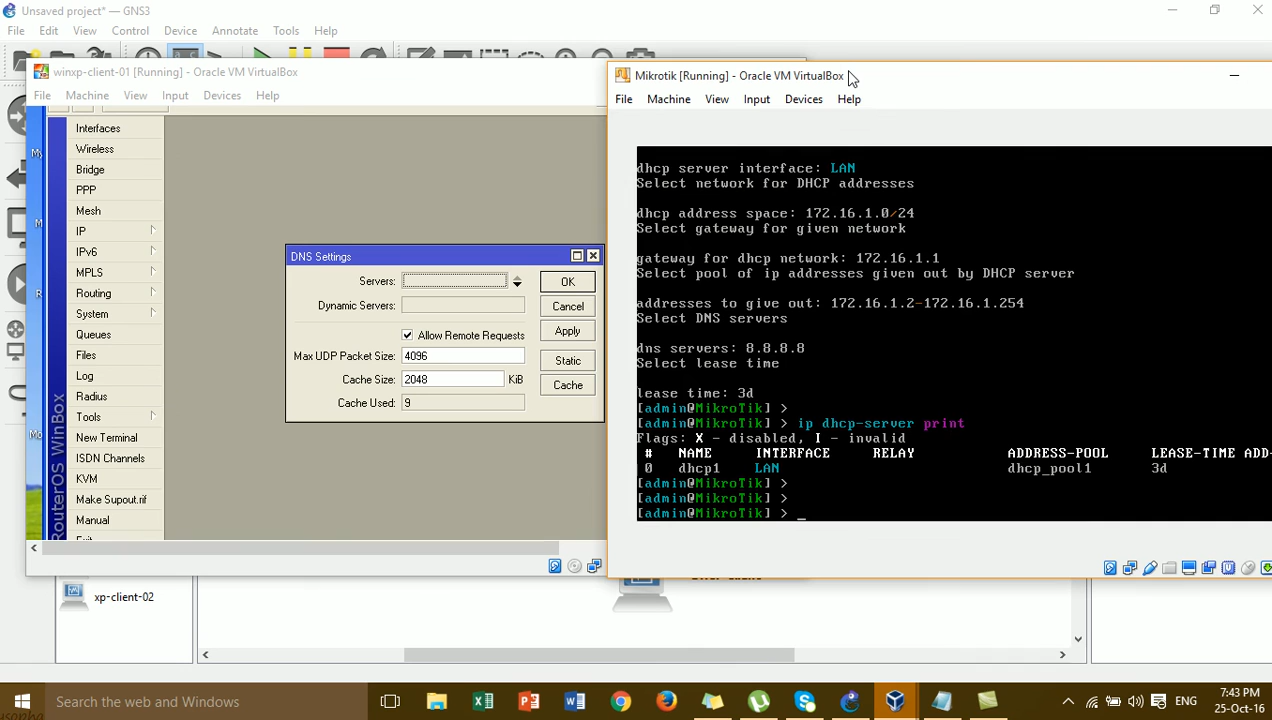 Unsaved project* — GNS3
File Edit View Control Device Annotate Tools Help
winxp-client-01 [Running] - Oracle VM VirtualBox
File Machine View Input Devices Help
Interfaces
Wireless
Bridge
PPP
Mesh
IP
IPv6
MPLS
Routing
System
Queues
Files
Log
Radius
Tools
New Terminal
ISDN Channels
KVM
Make Supout.rif
Manual
Exit
RouterOS WinBox
DNS Settings
Servers:
OK
Dynamic Servers:
Cancel
Allow Remote Requests
Apply
Max UDP Packet Size: 4096
Static
Cache Size: 2048 KiB
Cache
Cache Used: 9
Mikrotik [Running] - Oracle VM VirtualBox
File Machine View Input Devices Help
dhcp server interface: LAN
Select network for DHCP addresses
dhcp address space: 172.16.1.0/24
Select gateway for given network
gateway for dhcp network: 172.16.1.1
Select pool of ip addresses given out by DHCP server
addresses to give out: 172.16.1.2-172.16.1.254
Select DNS servers
dns servers: 8.8.8.8
Select lease time
lease time: 3d
[admin@MikroTik] >
[admin@MikroTik] > ip dhcp-server print
Flags: X - disabled, I - invalid
# NAME INTERFACE RELAY ADDRESS-POOL LEASE-TIME ADD-
0 dhcp1 LAN dhcp_pool1 3d
[admin@MikroTik] >
[admin@MikroTik] >
[admin@MikroTik] > _
xp-client-02
Search the web and Windows
ENG
7:43 PM
25-Oct-16